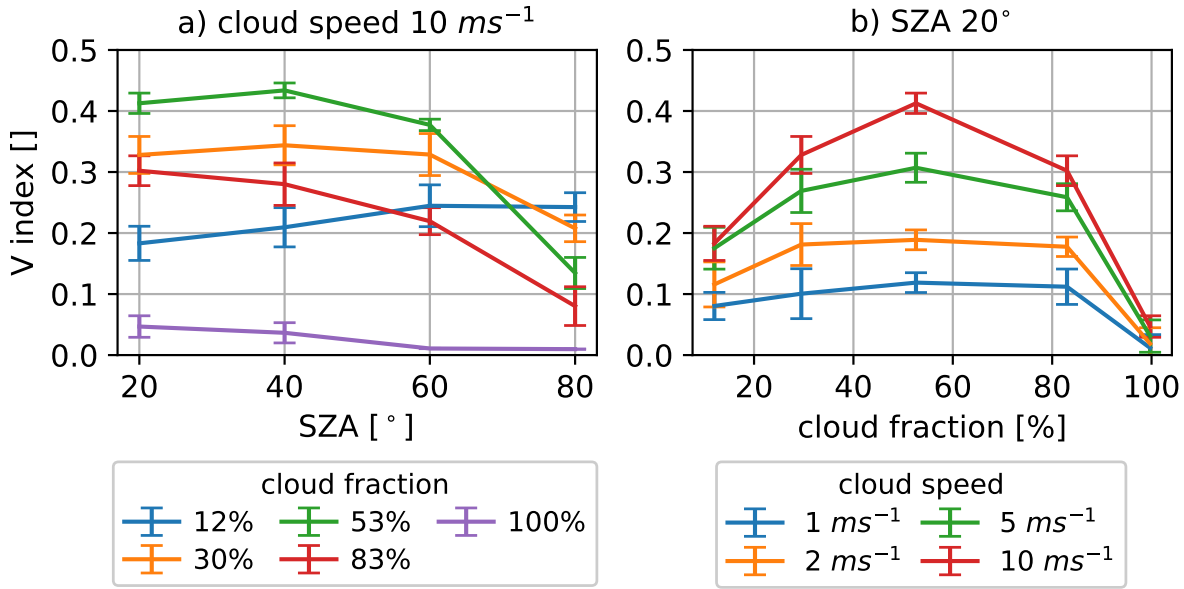 a) cloud speed 10 ms⁻¹
b) SZA 20°
V index []
0.5
0.4
0.3
0.2
0.1
0.0
20 40 60 80
SZA [°]
0.5
0.4
0.3
0.2
0.1
0.0
20 40 60 80 100
cloud fraction [%]
cloud fraction
12% 53% 100%
30% 83%
cloud speed
1 ms⁻¹ 5 ms⁻¹
2 ms⁻¹ 10 ms⁻¹